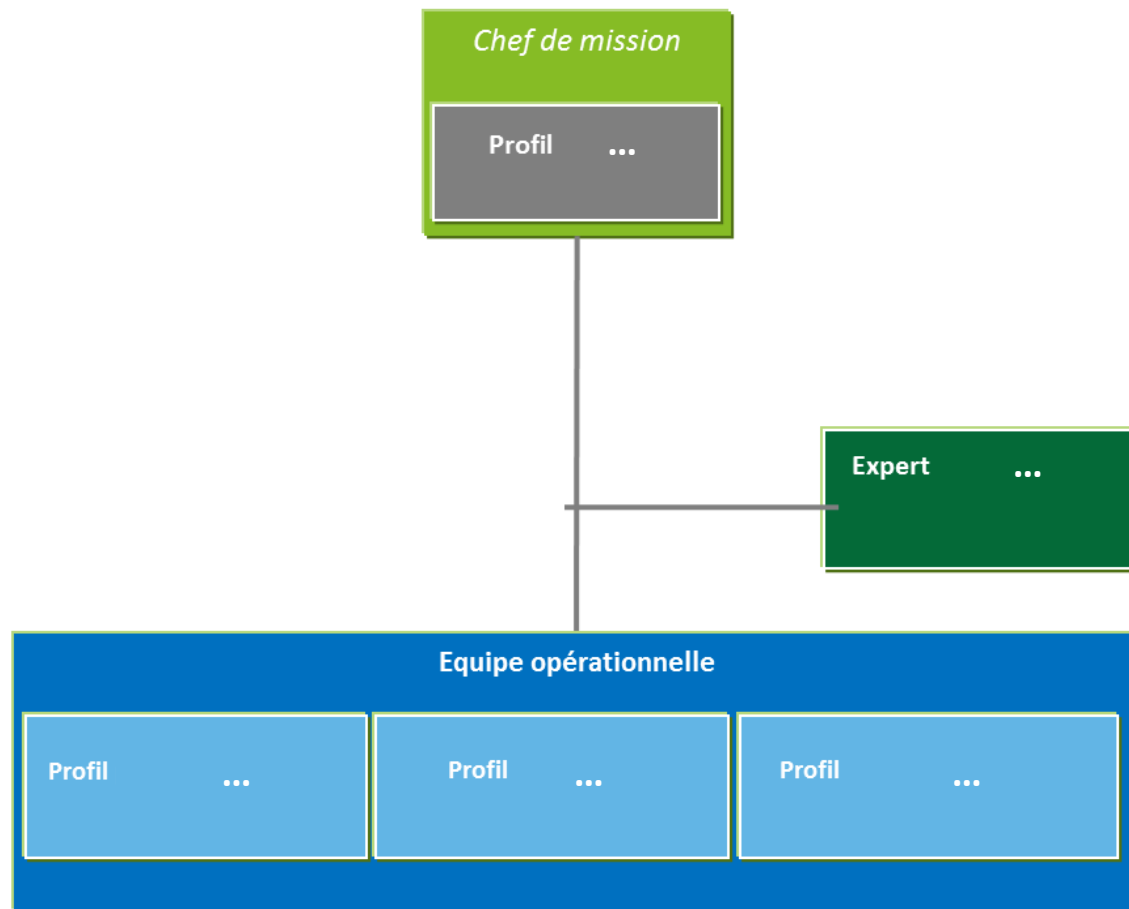 Chef de mission
Profil ...
Expert ...
Equipe opérationnelle
Profil ... Profil ... Profil ...